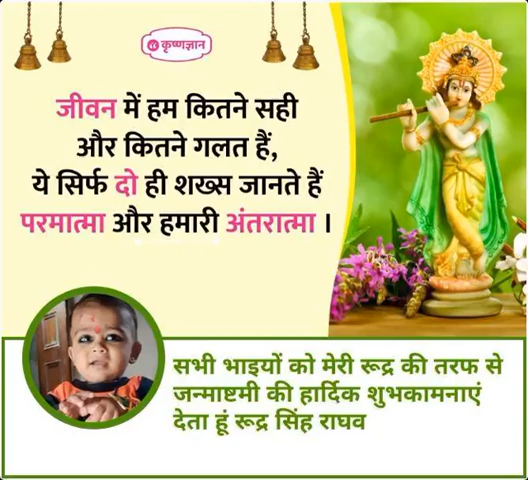 कृष्णज्ञान
जीवन में हम कितने सही
और कितने गलत हैं,
ये सिर्फ दो ही शख्स जानते हैं
परमात्मा और हमारी अंतरात्मा ।
सभी भाइयों को मेरी रूद्र की तरफ से
जन्माष्टमी की हार्दिक शुभकामनाएं
देता हूं रूद्र सिंह राघव